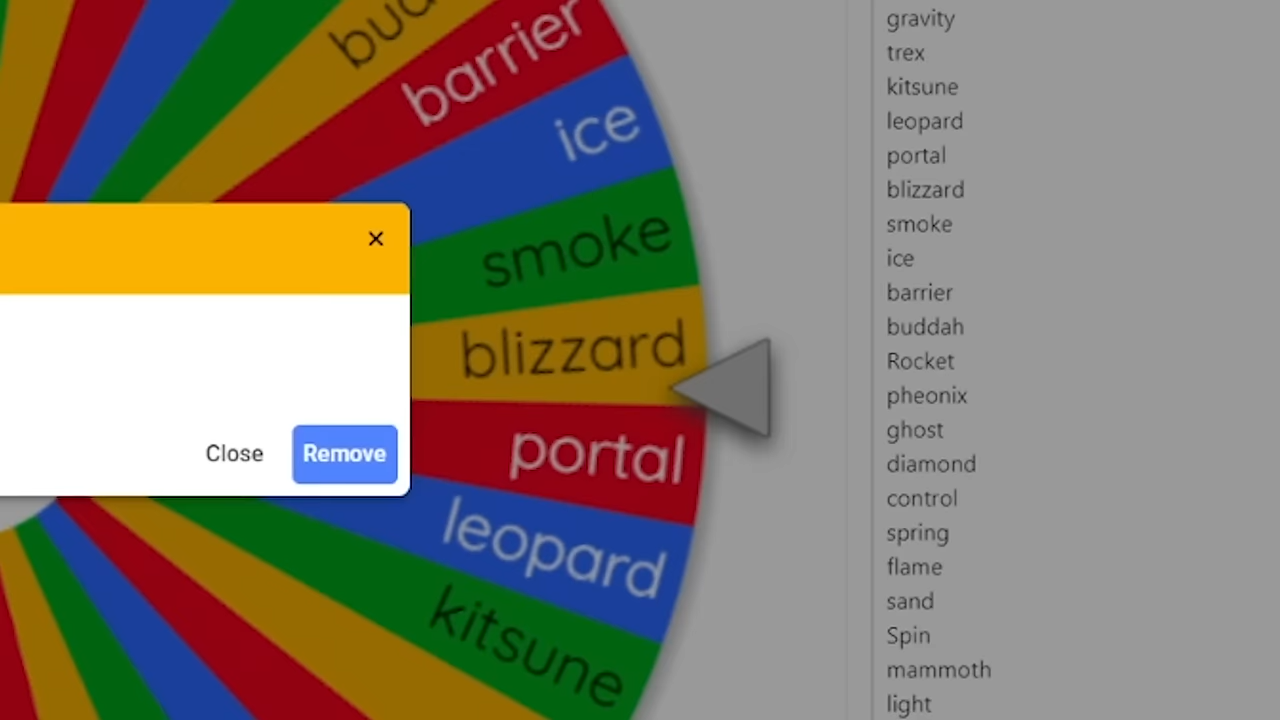 bud
barrier
ice
smoke
blizzard
portal
leopard
kitsune
Close
Remove
gravity
trex
kitsune
leopard
portal
blizzard
smoke
ice
barrier
buddah
Rocket
pheonix
ghost
diamond
control
spring
flame
sand
Spin
mammoth
light